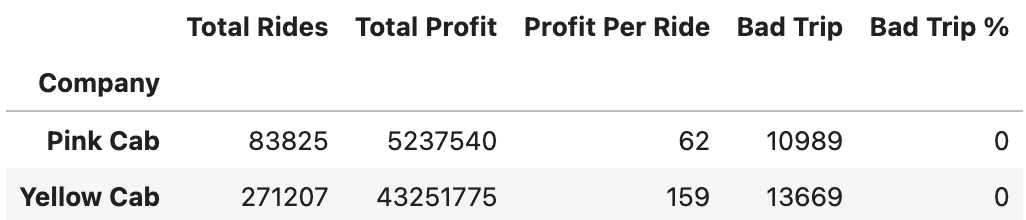 Total Rides Total Profit Profit Per Ride Bad Trip Bad Trip %
Company
Pink Cab 83825 5237540 62 10989 0
Yellow Cab 271207 43251775 159 13669 0